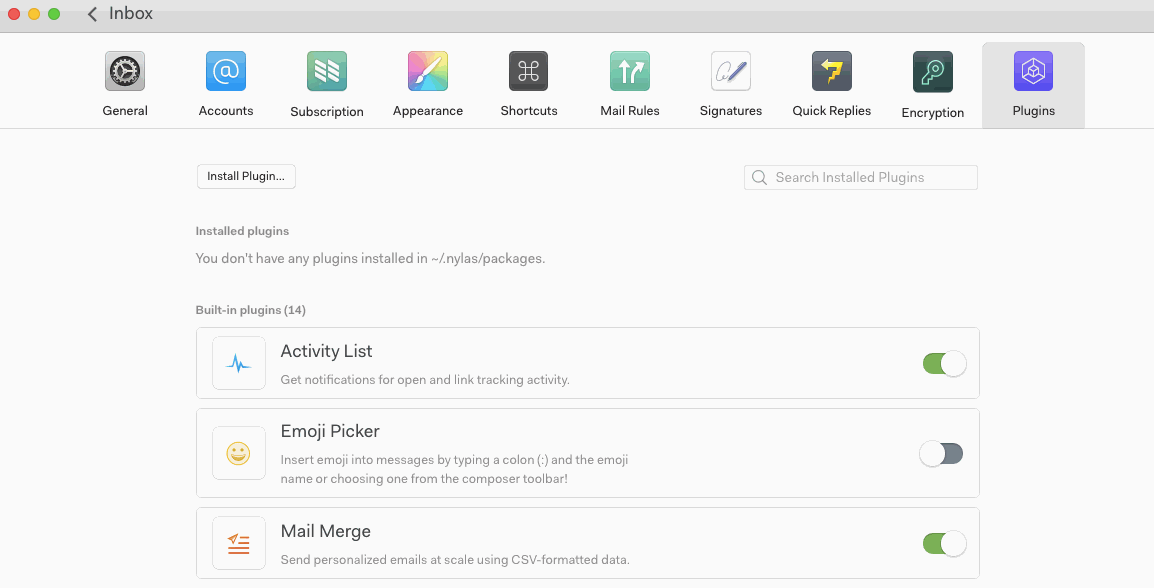 Inbox
General
Accounts
Subscription
Appearance
Shortcuts
Mail Rules
Signatures
Quick Replies
Encryption
Plugins
Install Plugin...
Search Installed Plugins
Installed plugins
You don't have any plugins installed in ~/.nylas/packages.
Built-in plugins (14)
Activity List
Get notifications for open and link tracking activity.
Emoji Picker
Insert emoji into messages by typing a colon (:) and the emoji
name or choosing one from the composer toolbar!
Mail Merge
Send personalized emails at scale using CSV-formatted data.